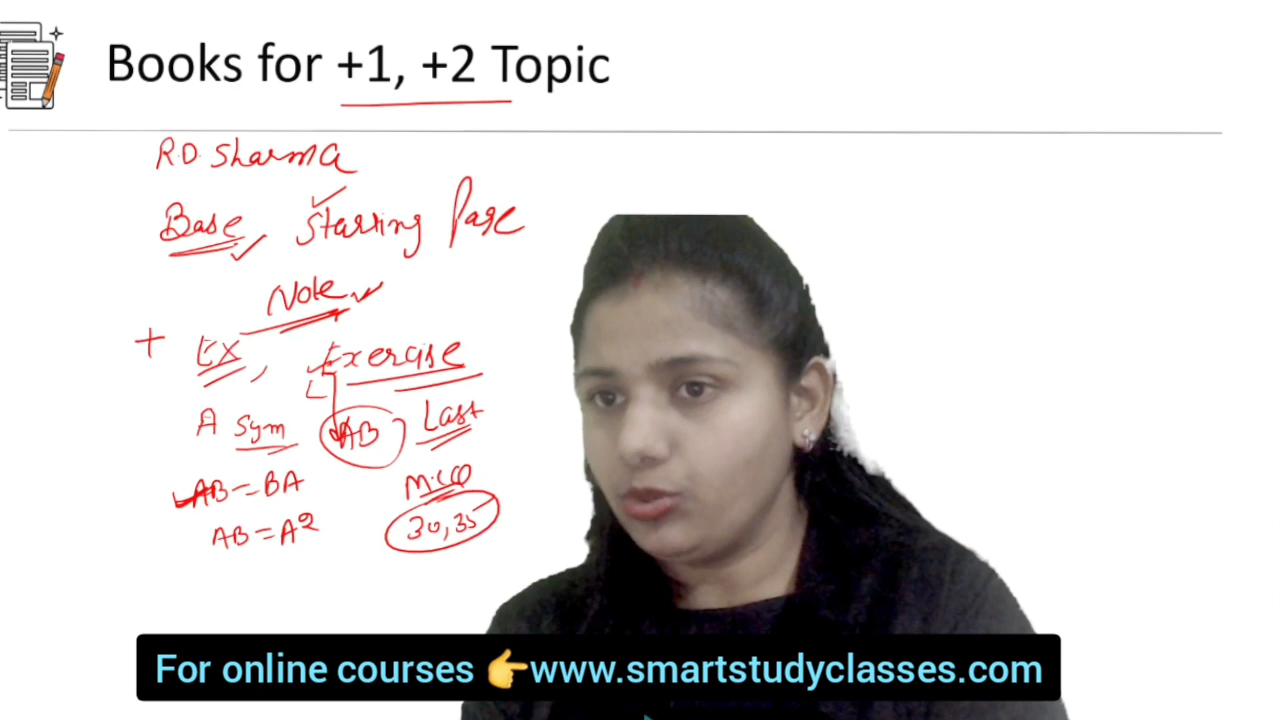 Books for +1, +2 Topic
R.D. Sharma
Base, Starting Page
Note
+ Ex, Exercise
A Sym AB Last
AB = BA M.C.Q
AB = A² 30, 35
For online courses 👉www.smartstudyclasses.com